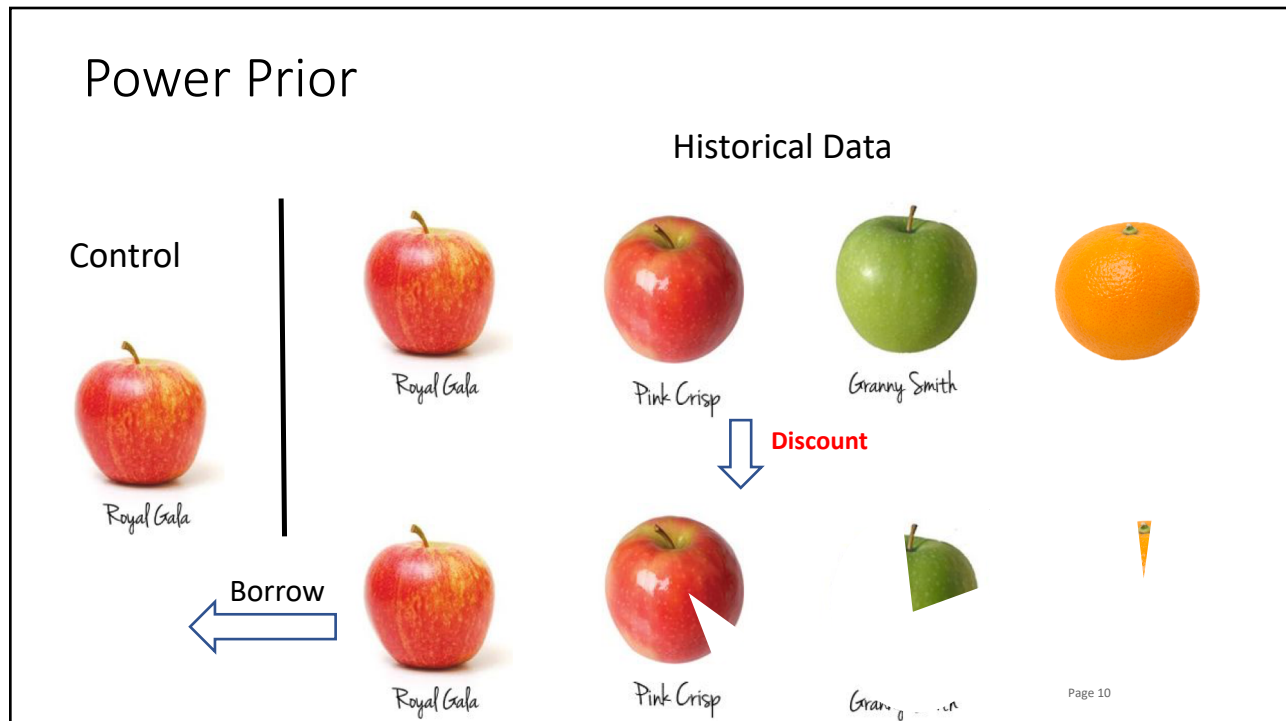 Power Prior
Historical Data
Control
Royal Gala
Pink Crisp
Granny Smith
Royal Gala
Discount
Borrow
Royal Gala
Pink Crisp
Page 10